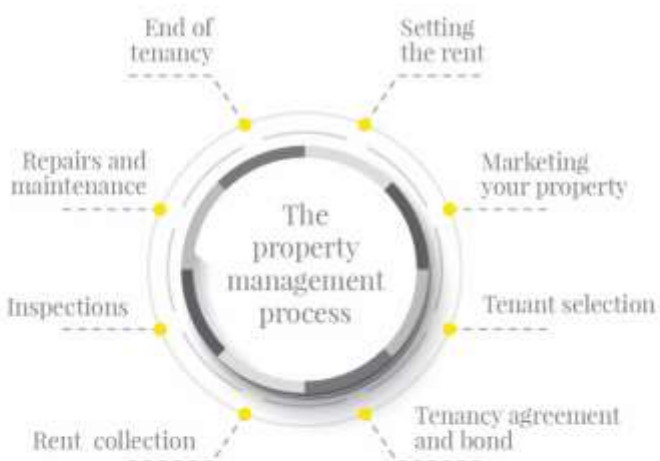 The
property
management
process
Setting
the rent
Marketing
your property
Tenant selection
Tenancy agreement
and bond
Rent collection
Inspections
Repairs and
maintenance
End of
tenancy